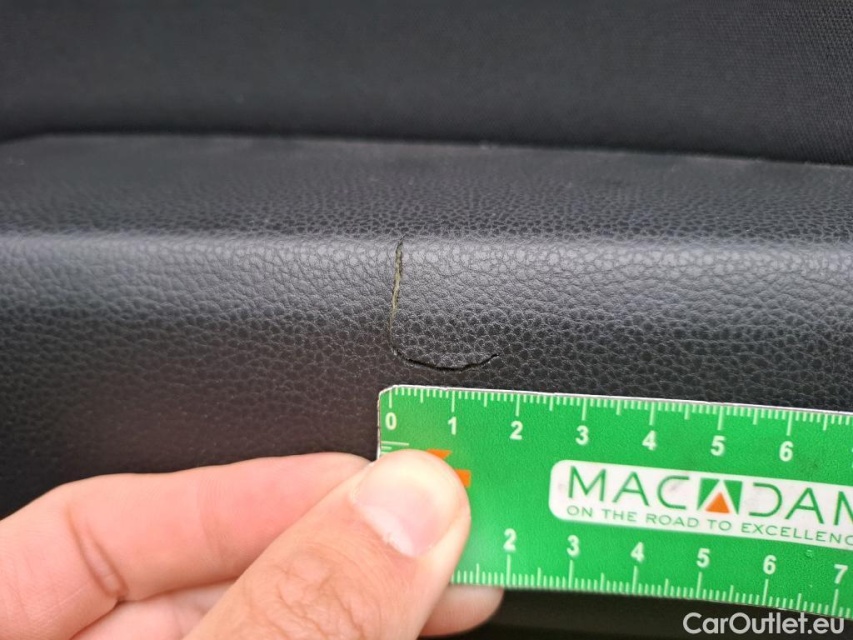 0 1 2 3 4 5 6
MACADAM
ON THE ROAD TO EXCELLENC
2 3 4 5 6 7
CarOutlet.eu